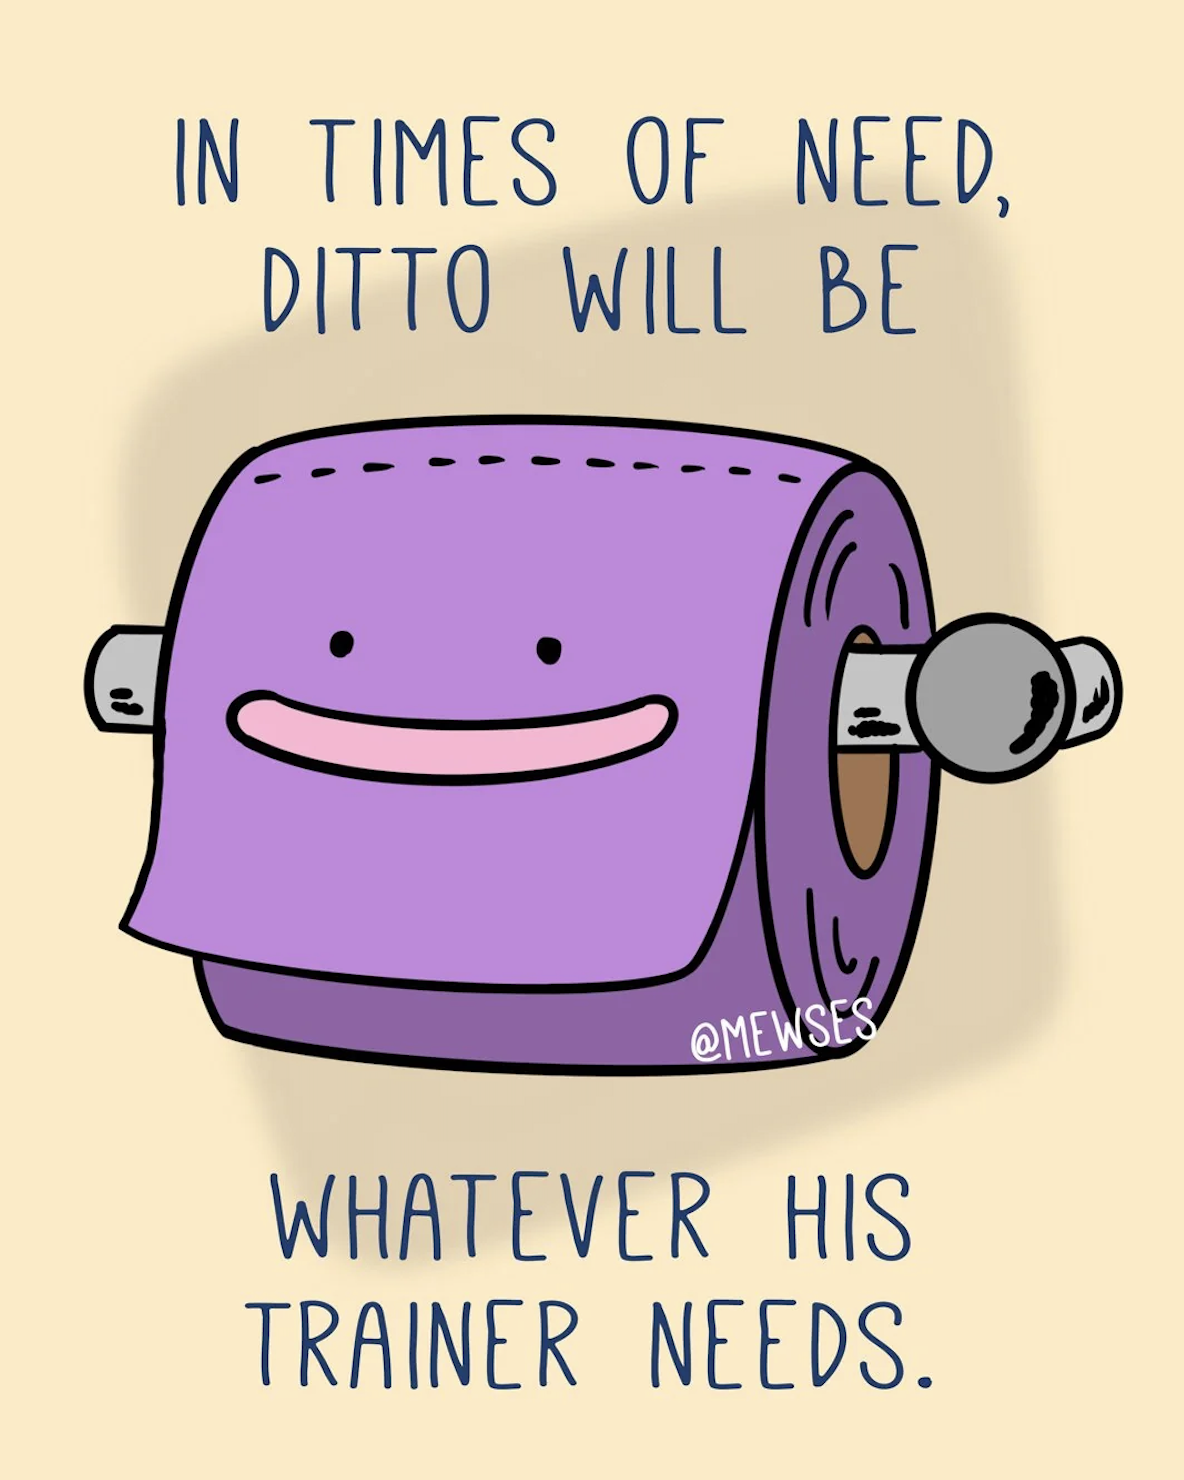 IN TIMES OF NEED,
DITTO WILL BE
@MEWSES
WHATEVER HIS
TRAINER NEEDS.